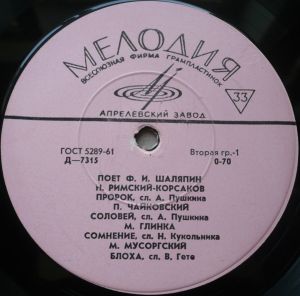 МЕЛОДИЯ
ВСЕСОЮЗНАЯ ФИРМА ГРАМПЛАСТИНОК
33
АПРЕЛЕВСКИЙ ЗАВОД
ГОСТ 5289-61 Вторая гр.-1
Д—7315 0-70
ПОЕТ Ф. И. ШАЛЯПИН
Н. РИМСКИЙ-КОРСАКОВ
ПРОРОК, сл. А. Пушкина
П. ЧАЙКОВСКИЙ
СОЛОВЕЙ, сл. А. Пушкина
М. ГЛИНКА
СОМНЕНИЕ, сл. Н. Кукольника
М. МУСОРГСКИЙ
БЛОХА, сл. В. Гете